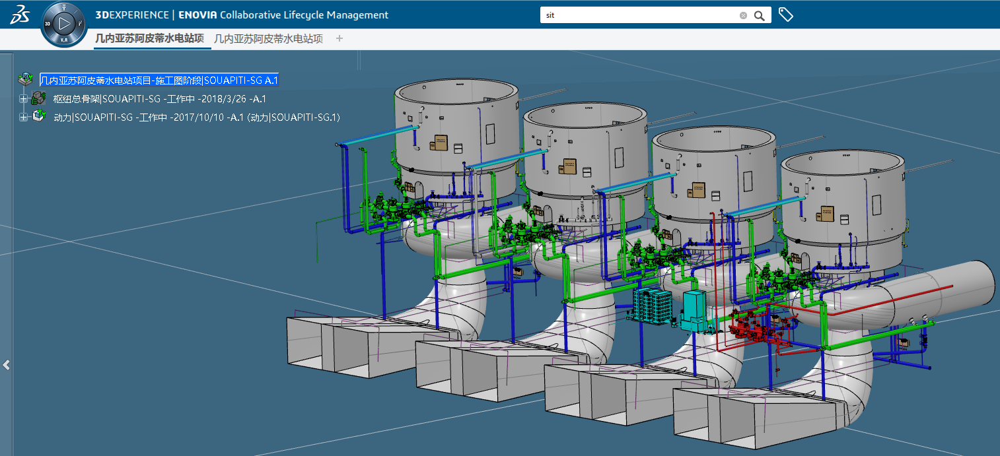 3DEXPERIENCE | ENOVIA Collaborative Lifecycle Management
sit
3D
V.R
几内亚苏阿皮蒂水电站项 几内亚苏阿皮蒂水电站项 +
几内亚苏阿皮蒂水电站项目-施工图阶段|SOUAPITI-SG A.1
枢纽总骨架|SOUAPITI-SG -工作中 -2018/3/26 -A.1
动力|SOUAPITI-SG -工作中 -2017/10/10 -A.1 (动力|SOUAPITI-SG.1)